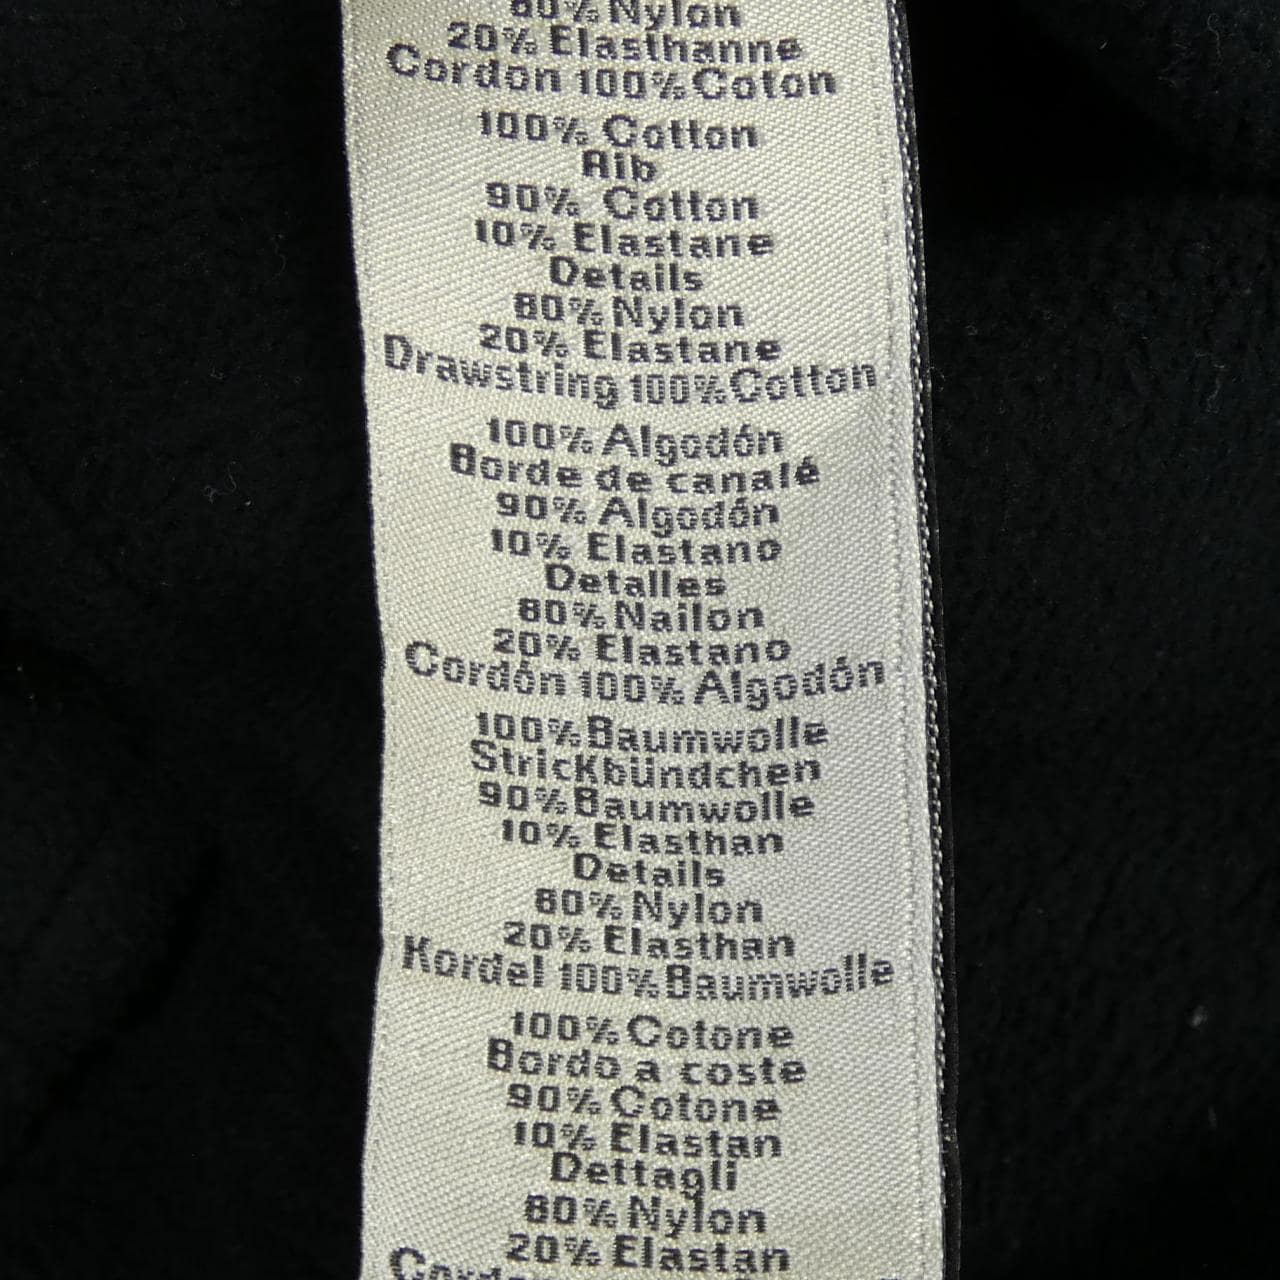 80% Nylon
20% Elasthanne
Cordon 100% Coton
100% Cotton
Rib
90% Cotton
10% Elastane
Details
80% Nylon
20% Elastane
Drawstring 100% Cotton
100% Algodón
Borde de canalé
90% Algodón
10% Elastano
Detalles
80% Nailon
20% Elastano
Cordón 100% Algodón
100% Baumwolle
Strickbündchen
90% Baumwolle
10% Elasthan
Details
80% Nylon
20% Elasthan
Kordel 100% Baumwolle
100% Cotone
Bordo a coste
90% Cotone
10% Elastan
Dettagli
80% Nylon
20% Elastan